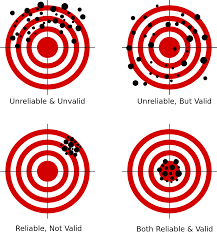 Unreliable & Unvalid
Unreliable, But Valid
Reliable, Not Valid
Both Reliable & Valid